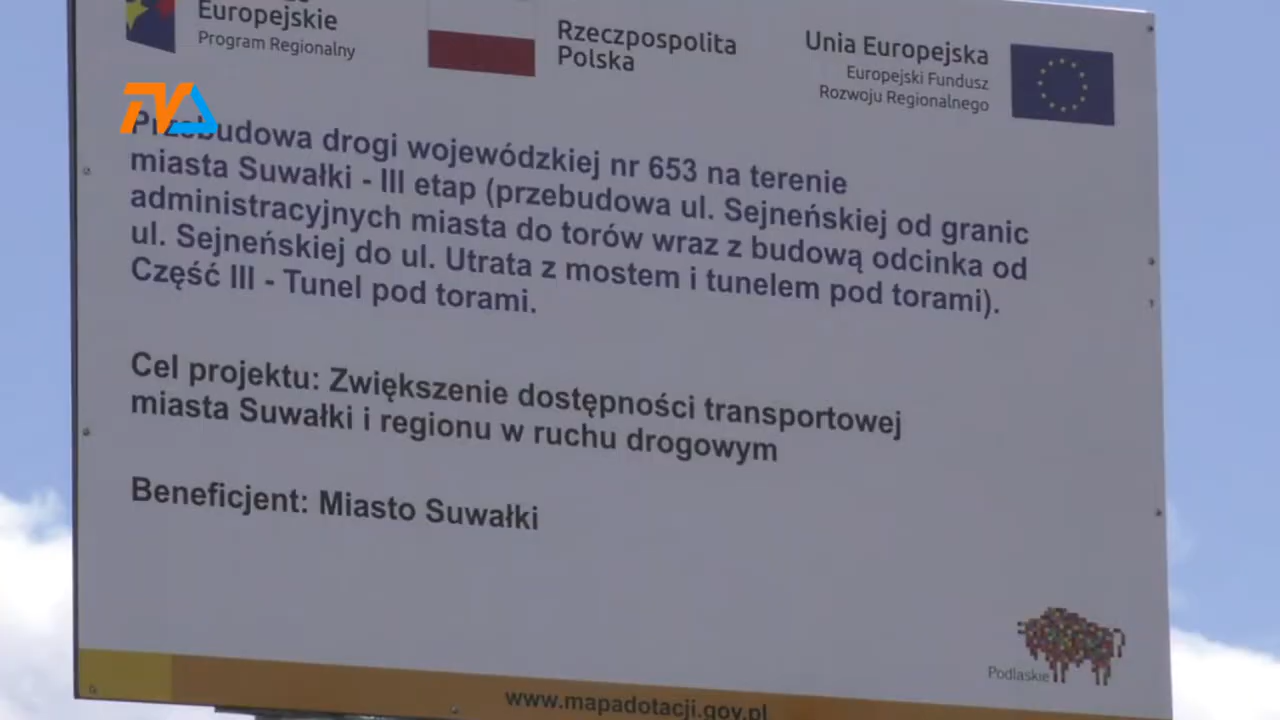 Europejskie
Program Regionalny
Rzeczpospolita
Polska
Unia Europejska
Europejski Fundusz
Rozwoju Regionalnego
TVA
Przebudowa drogi wojewódzkiej nr 653 na terenie
miasta Suwałki - III etap (przebudowa ul. Sejneńskiej od granic
administracyjnych miasta do torów wraz z budową odcinka od
ul. Sejneńskiej do ul. Utrata z mostem i tunelem pod torami).
Część III - Tunel pod torami.
Cel projektu: Zwiększenie dostępności transportowej
miasta Suwałki i regionu w ruchu drogowym
Beneficjent: Miasto Suwałki
Podlaskie
www.mapadotacji.gov.pl